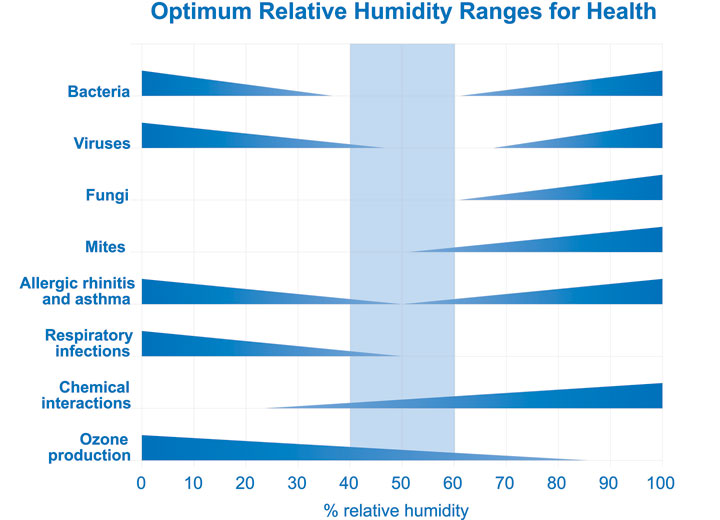 Optimum Relative Humidity Ranges for Health
Bacteria
Viruses
Fungi
Mites
Allergic rhinitis
and asthma
Respiratory
infections
Chemical
interactions
Ozone
production
0 10 20 30 40 50 60 70 80 90 100
% relative humidity